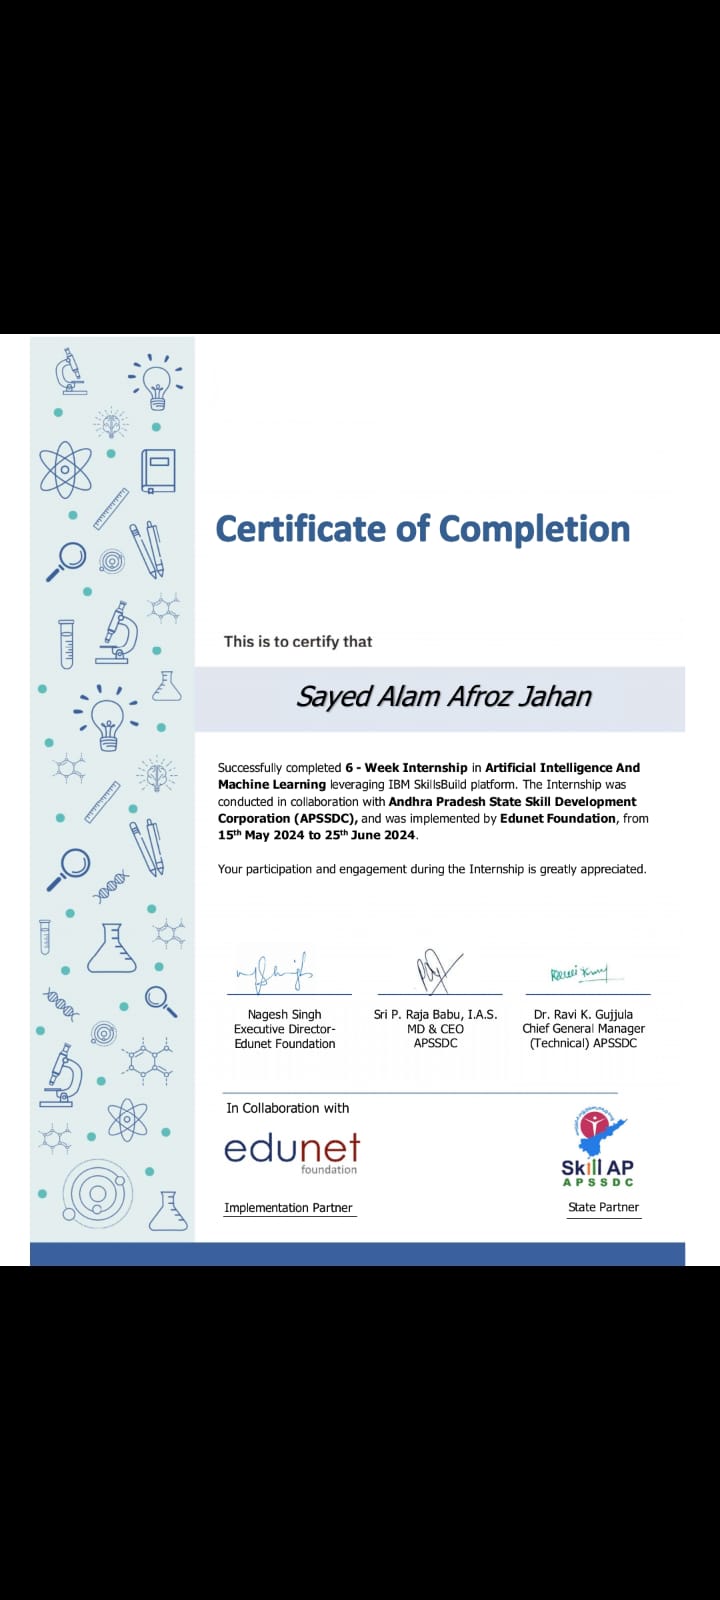 Certificate of Completion
This is to certify that
Sayed Alam Afroz Jahan
Successfully completed 6 - Week Internship in Artificial Intelligence And
Machine Learning leveraging IBM SkillsBuild platform. The Internship was
conducted in collaboration with Andhra Pradesh State Skill Development
Corporation (APSSDC), and was implemented by Edunet Foundation, from
15th May 2024 to 25th June 2024.
Your participation and engagement during the Internship is greatly appreciated.
Nagesh Singh
Executive Director-
Edunet Foundation
Sri P. Raja Babu, I.A.S.
MD & CEO
APSSDC
Dr. Ravi K. Gujjula
Chief General Manager
(Technical) APSSDC
In Collaboration with
edunet
foundation
Implementation Partner
Skill AP
APSSDC
State Partner